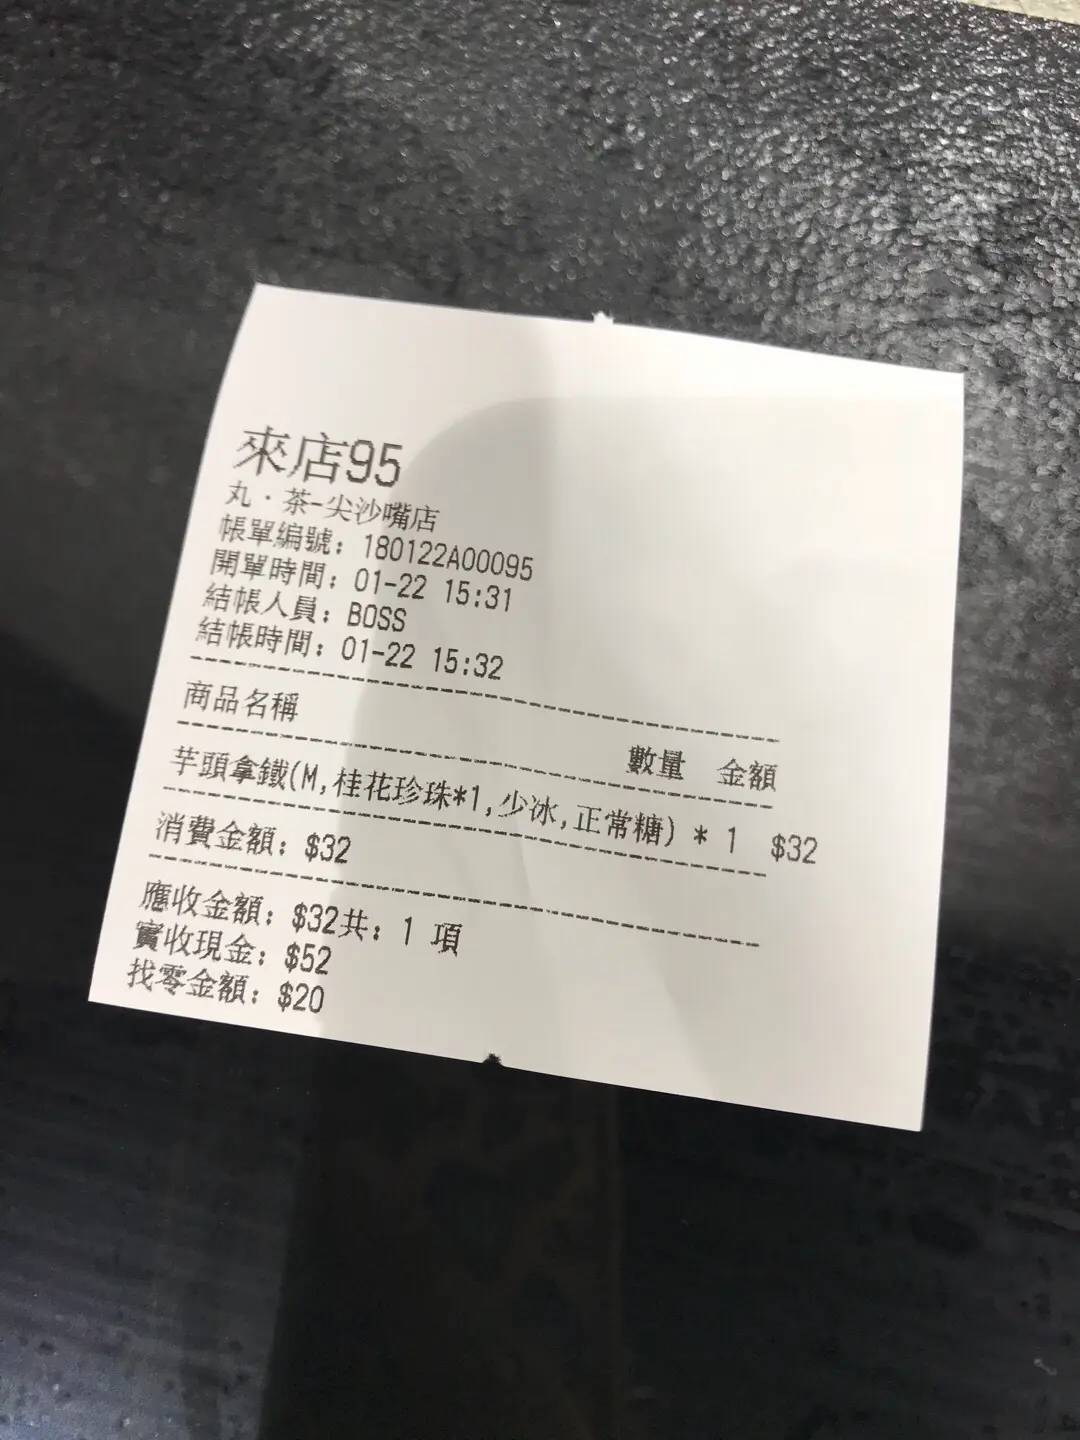 來店95
丸·茶-尖沙嘴店
帳單編號: 180122A00095
開單時間: 01-22 15:31
結帳人員: BOSS
結帳時間: 01-22 15:32
商品名稱 數量 金額
芋頭拿鐵(M,桂花珍珠*1,少冰,正常糖) * 1 $32
消費金額: $32
應收金額: $32共: 1 項
實收現金: $52
找零金額: $20